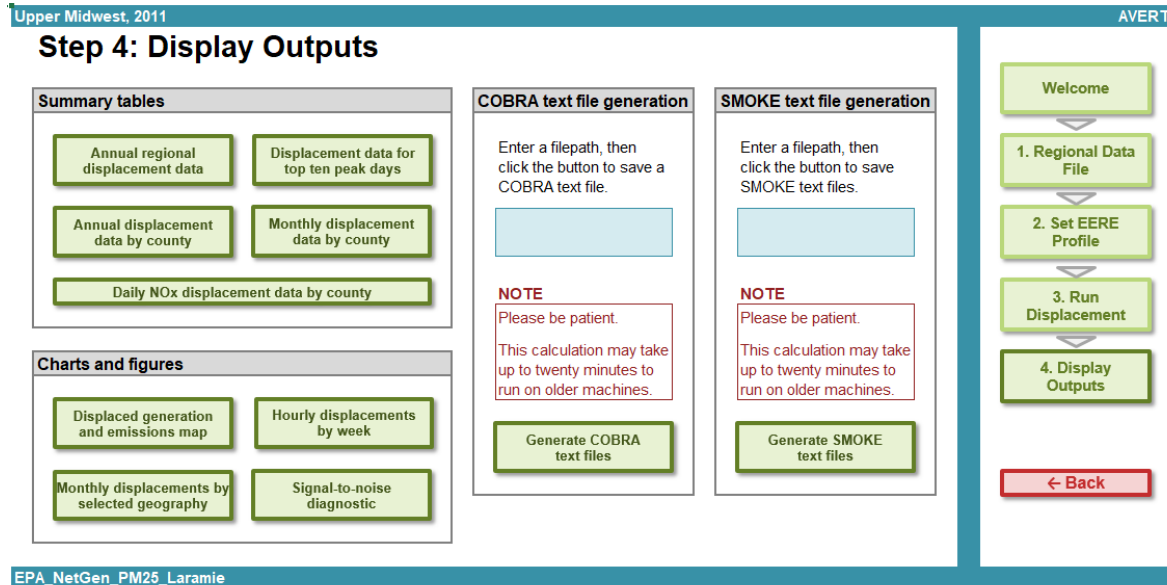 Upper Midwest, 2011
AVERT
Step 4: Display Outputs
Summary tables
Annual regional
displacement data
Displacement data for
top ten peak days
Annual displacement
data by county
Monthly displacement
data by county
Daily NOx displacement data by county
Charts and figures
Displaced generation
and emissions map
Hourly displacements
by week
Monthly displacements by
selected geography
Signal-to-noise
diagnostic
COBRA text file generation
Enter a filepath, then
click the button to save a
COBRA text file.
NOTE
Please be patient.
This calculation may take
up to twenty minutes to
run on older machines.
Generate COBRA
text files
SMOKE text file generation
Enter a filepath, then
click the button to save
SMOKE text files.
NOTE
Please be patient.
This calculation may take
up to twenty minutes to
run on older machines.
Generate SMOKE
text files
Welcome
1. Regional Data
File
2. Set EERE
Profile
3. Run
Displacement
4. Display
Outputs
← Back
EPA_NetGen_PM25_Laramie